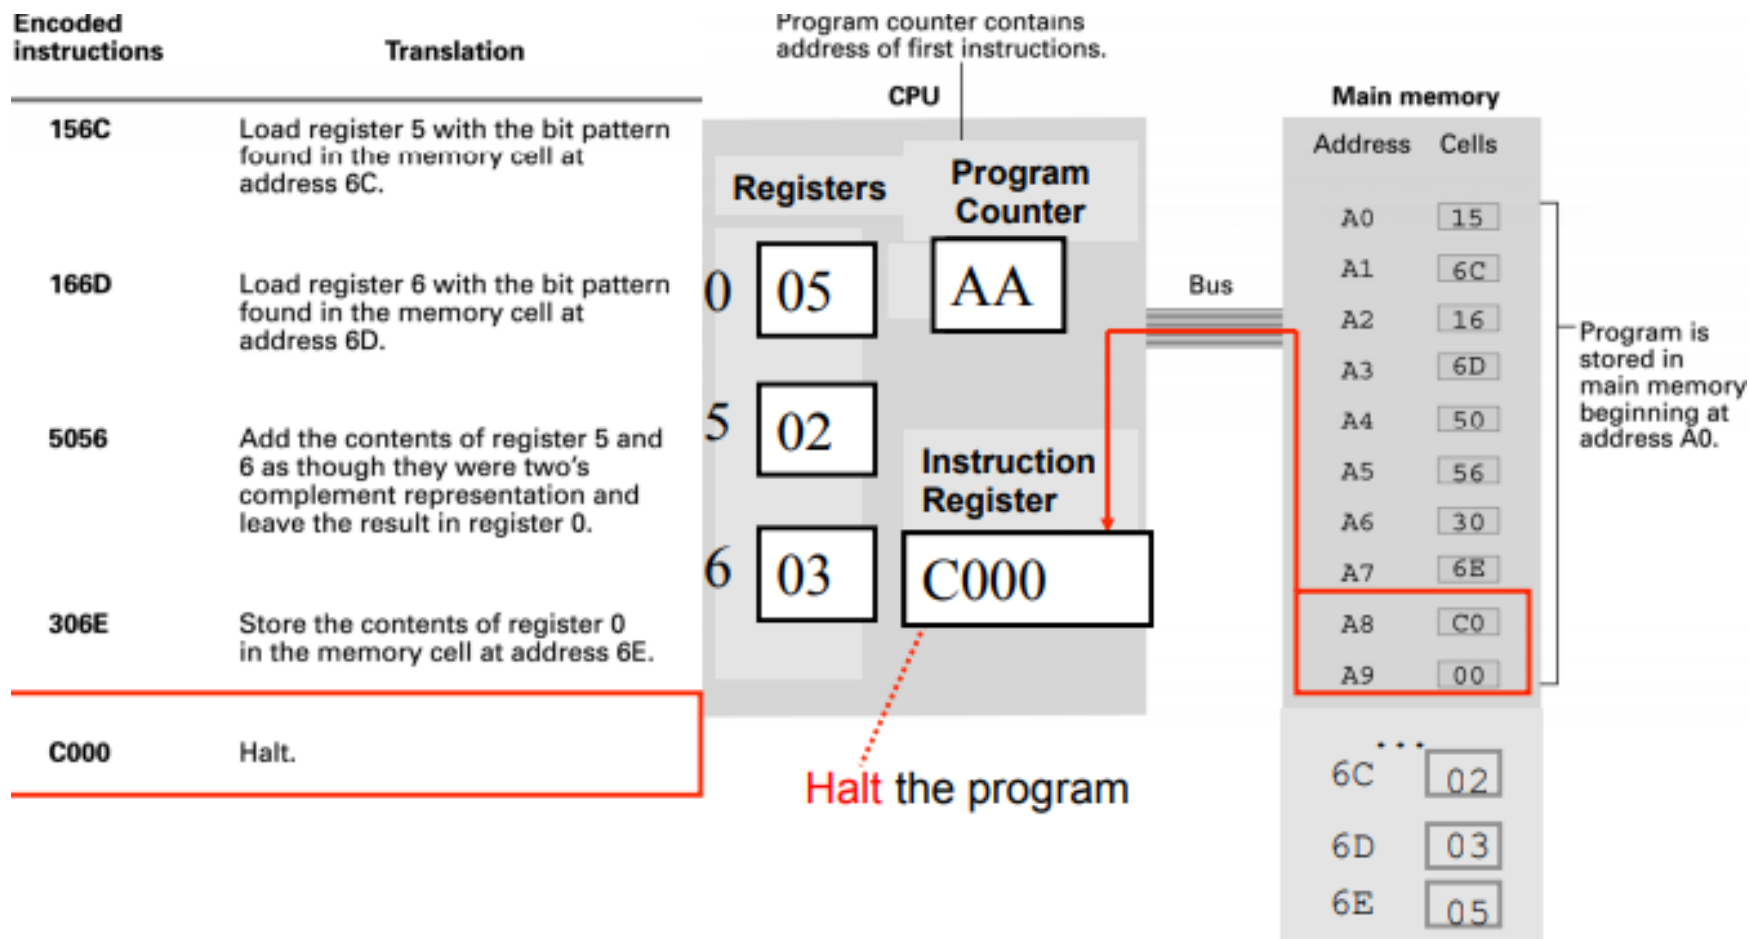 Encoded
instructions
Translation
156C
Load register 5 with the bit pattern
found in the memory cell at
address 6C.
166D
Load register 6 with the bit pattern
found in the memory cell at
address 6D.
5056
Add the contents of register 5 and
6 as though they were two's
complement representation and
leave the result in register 0.
306E
Store the contents of register 0
in the memory cell at address 6E.
C000
Halt.
Program counter contains
address of first instructions.
CPU
Registers
Program
Counter
0 05
AA
5 02
6 03
Instruction
Register
C000
Halt the program
Bus
Main memory
Address Cells
A0 15
A1 6C
A2 16
A3 6D
A4 50
A5 56
A6 30
A7 6E
A8 C0
A9 00
...
6C 02
6D 03
6E 05
Program is
stored in
main memory
beginning at
address A0.